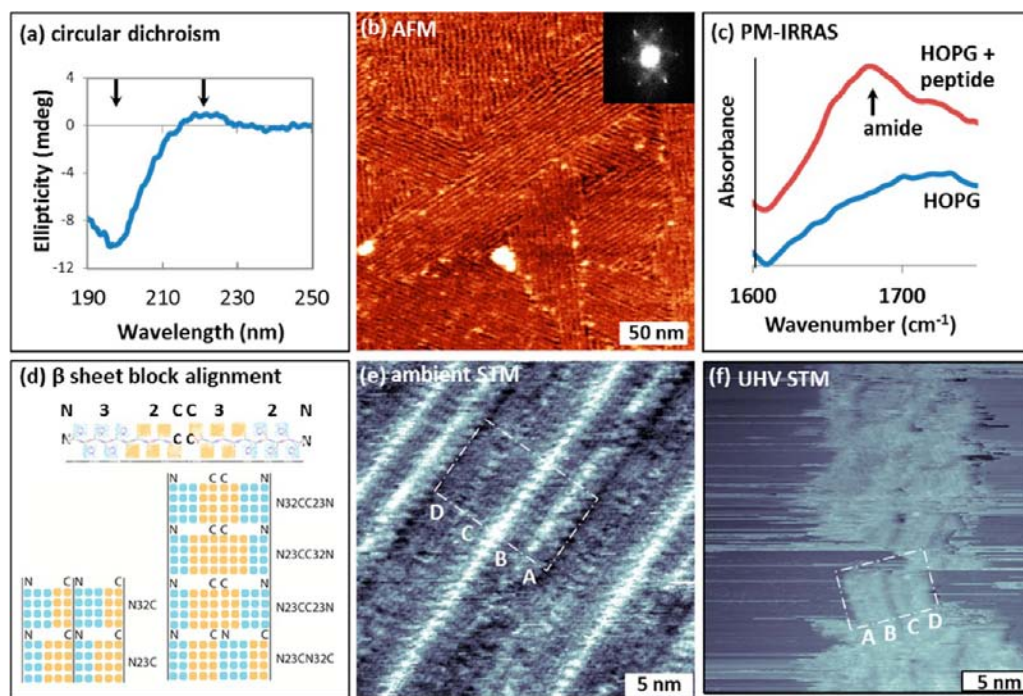 (a) circular dichroism
4
0
-4
-8
-12
190 210 230 250
Ellipticity (mdeg)
Wavelength (nm)
(b) AFM
50 nm
(c) PM-IRRAS
HOPG +
peptide
amide
HOPG
Absorbance
1600 1700
Wavenumber (cm-1)
(d) β sheet block alignment
N 3 2 C C 3 2 N
N C C N
N C C N
N32CC23N
N C C N
N23CC32N
N C C N
N C C
N32C
N23CC23N
N C C
N C C N
N23C
N23CN32C
(e) ambient STM
D
C
B
A
5 nm
(f) UHV STM
A B C D
5 nm